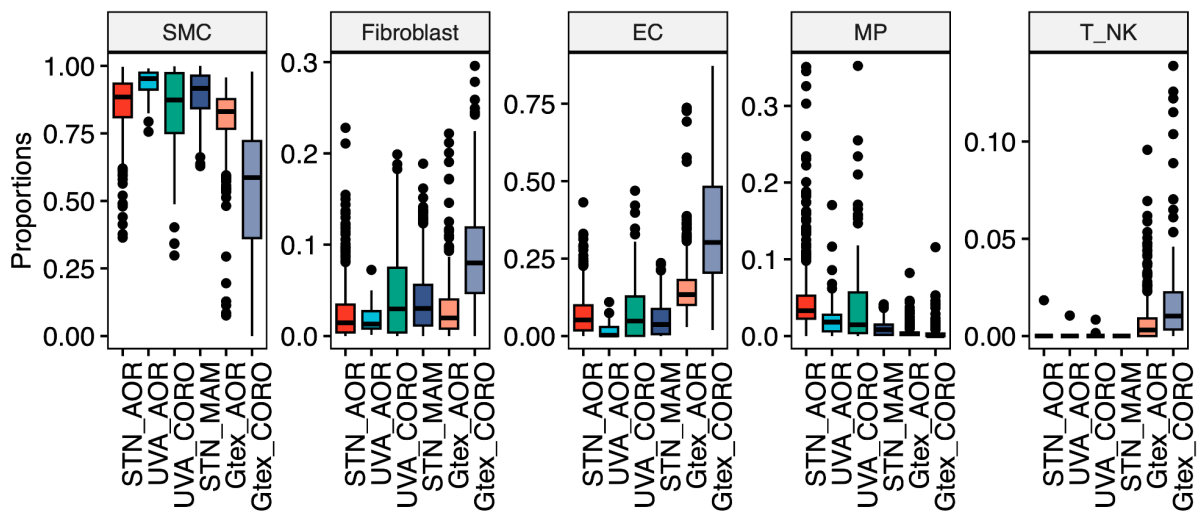 SMC
Fibroblast
EC
MP
T_NK
Proportions
1.00
0.75
0.50
0.25
0.00
0.3
0.2
0.1
0.0
0.75
0.50
0.25
0.00
0.3
0.2
0.1
0.0
0.10
0.05
0.00
STN_AOR
UVA_AOR
UVA_CORO
STN_MAM
Gtex_AOR
Gtex_CORO
STN_AOR
UVA_AOR
UVA_CORO
STN_MAM
Gtex_AOR
Gtex_CORO
STN_AOR
UVA_AOR
UVA_CORO
STN_MAM
Gtex_AOR
Gtex_CORO
STN_AOR
UVA_AOR
UVA_CORO
STN_MAM
Gtex_AOR
Gtex_CORO
STN_AOR
UVA_AOR
UVA_CORO
STN_MAM
Gtex_AOR
Gtex_CORO